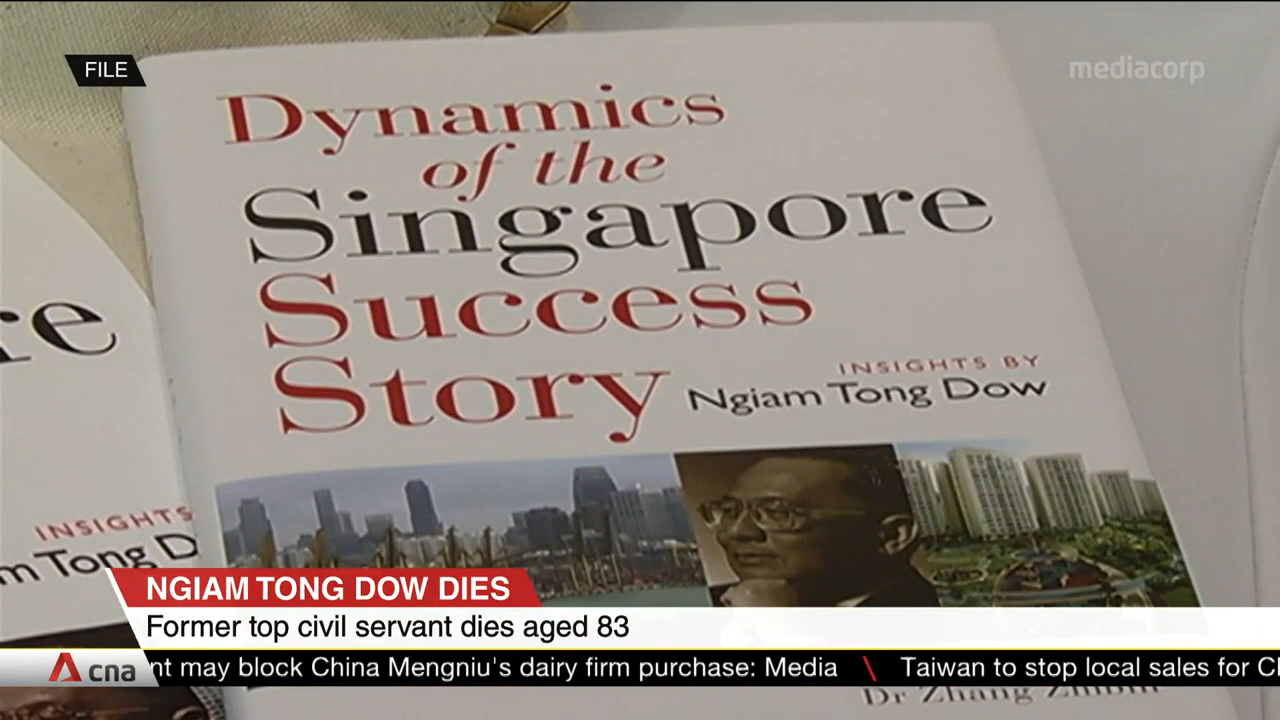 FILE
mediacorp
Dynamics
of the
Singapore
Success
Story
INSIGHTS BY
Ngiam Tong Dow
re
INSIGHTS
m Tong D
NGIAM TONG DOW DIES
Former top civil servant dies aged 83
cna
nt may block China Mengniu's dairy firm purchase: Media \ Taiwan to stop local sales for C
Dr Zhang